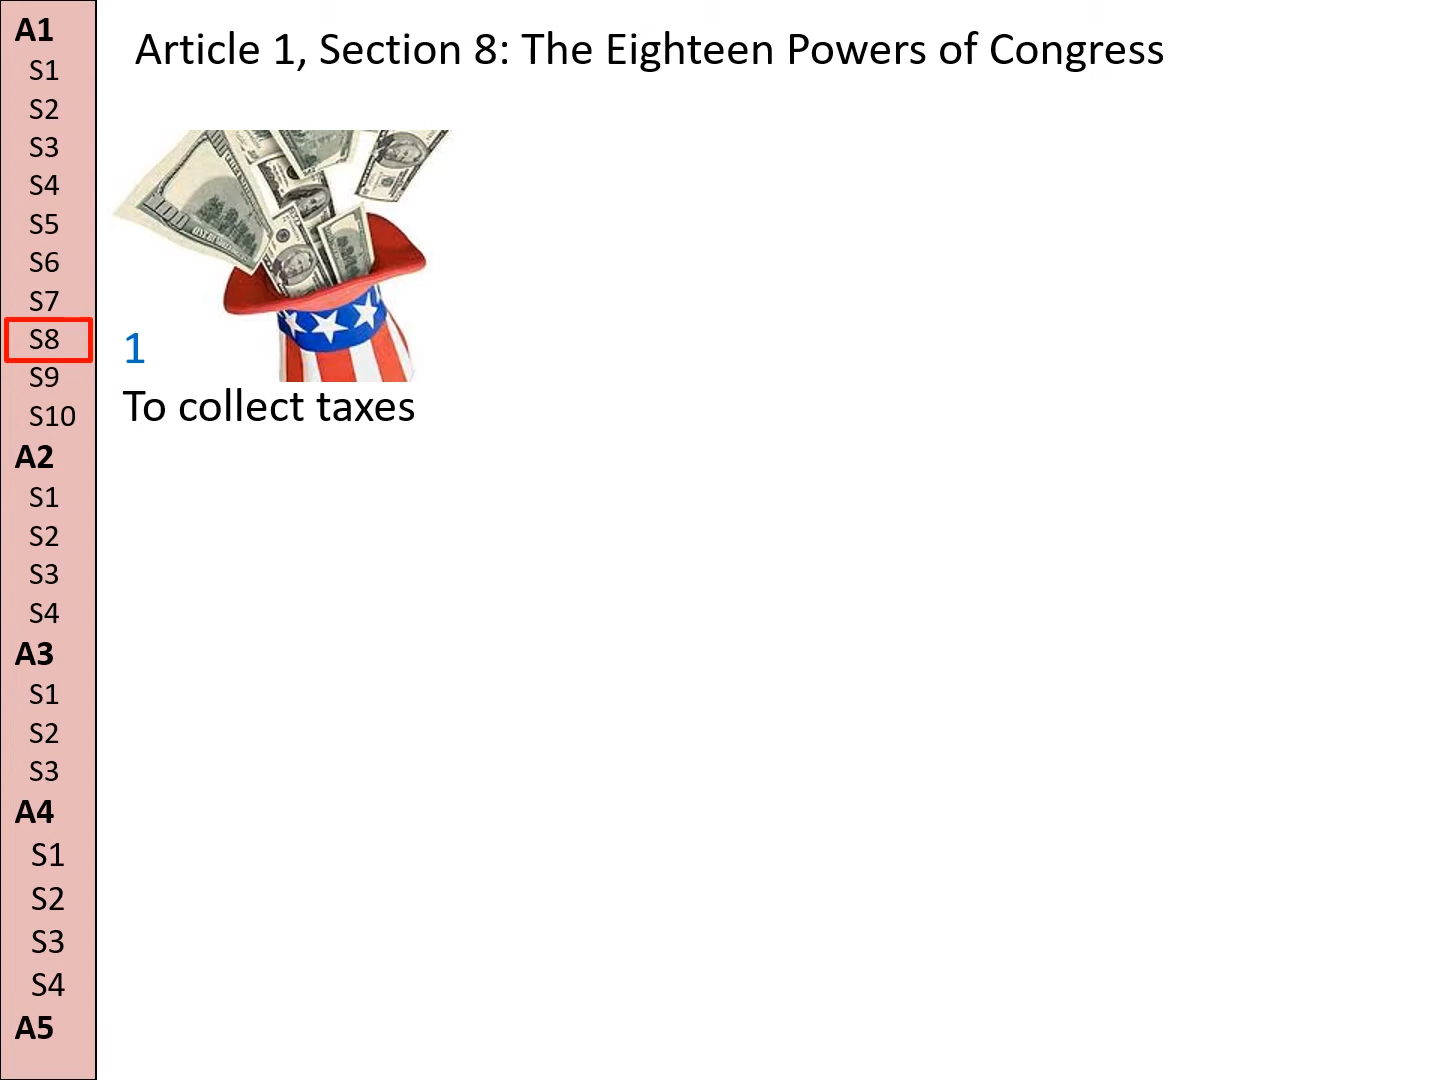 A1
S1
S2
S3
S4
S5
S6
S7
S8
S9
S10
A2
S1
S2
S3
S4
A3
S1
S2
S3
A4
S1
S2
S3
S4
A5
Article 1, Section 8: The Eighteen Powers of Congress
100
1
To collect taxes